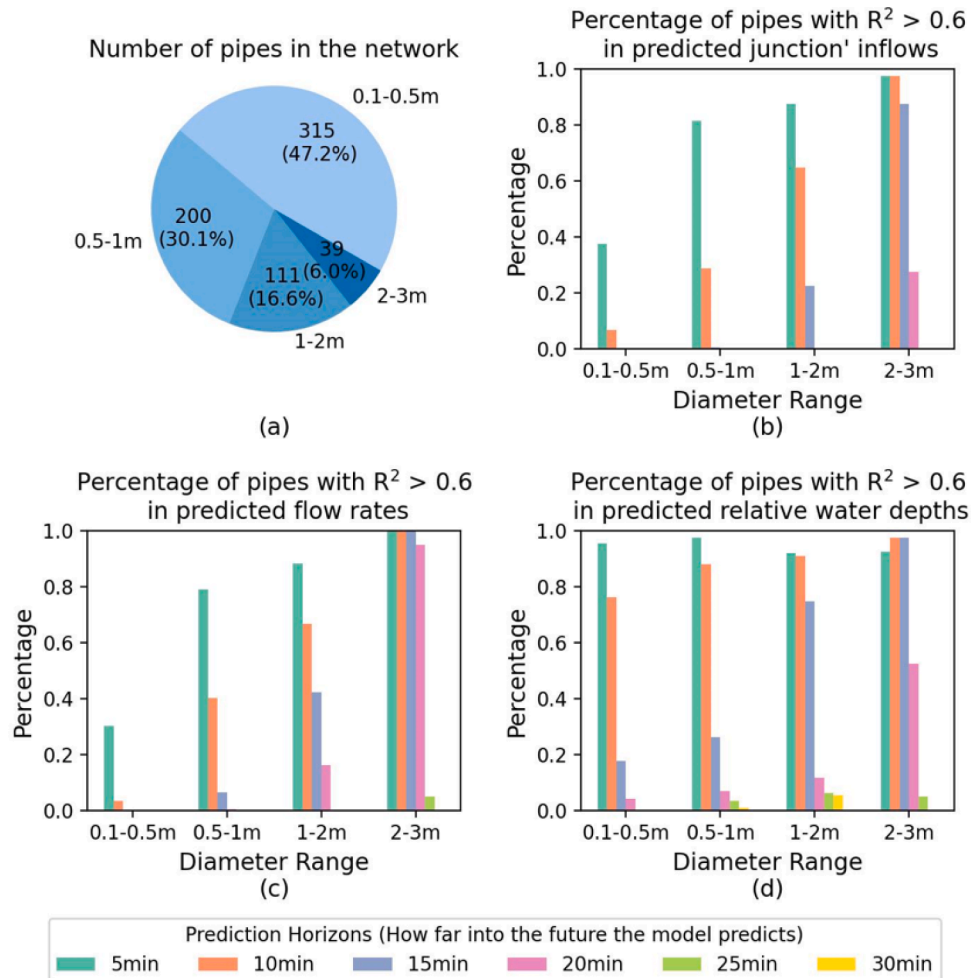 Number of pipes in the network
0.1-0.5m
315
(47.2%)
200
(30.1%)
0.5-1m
39
(6.0%)
111
(16.6%)
2-3m
1-2m
(a)
Percentage of pipes with R² > 0.6
in predicted junction' inflows
Percentage
1.0
0.8
0.6
0.4
0.2
0.0
0.1-0.5m 0.5-1m 1-2m 2-3m
Diameter Range
(b)
Percentage of pipes with R² > 0.6
in predicted flow rates
Percentage
1.0
0.8
0.6
0.4
0.2
0.0
0.1-0.5m 0.5-1m 1-2m 2-3m
Diameter Range
(c)
Percentage of pipes with R² > 0.6
in predicted relative water depths
Percentage
1.0
0.8
0.6
0.4
0.2
0.0
0.1-0.5m 0.5-1m 1-2m 2-3m
Diameter Range
(d)
Prediction Horizons (How far into the future the model predicts)
5min 10min 15min 20min 25min 30min